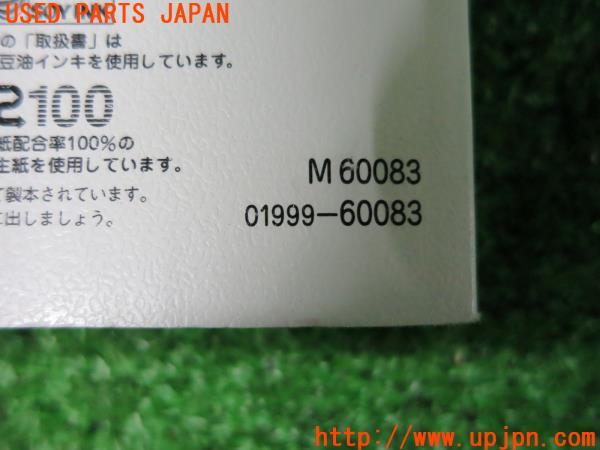 USED PARTS JAPAN
の「取扱書」は
豆油インキを使用しています。
R2100
紙配合率100%の
生紙を使用しています。
て製本されています。
に出しましょう。
M 60083
01999-60083
http://www.upjpn.com